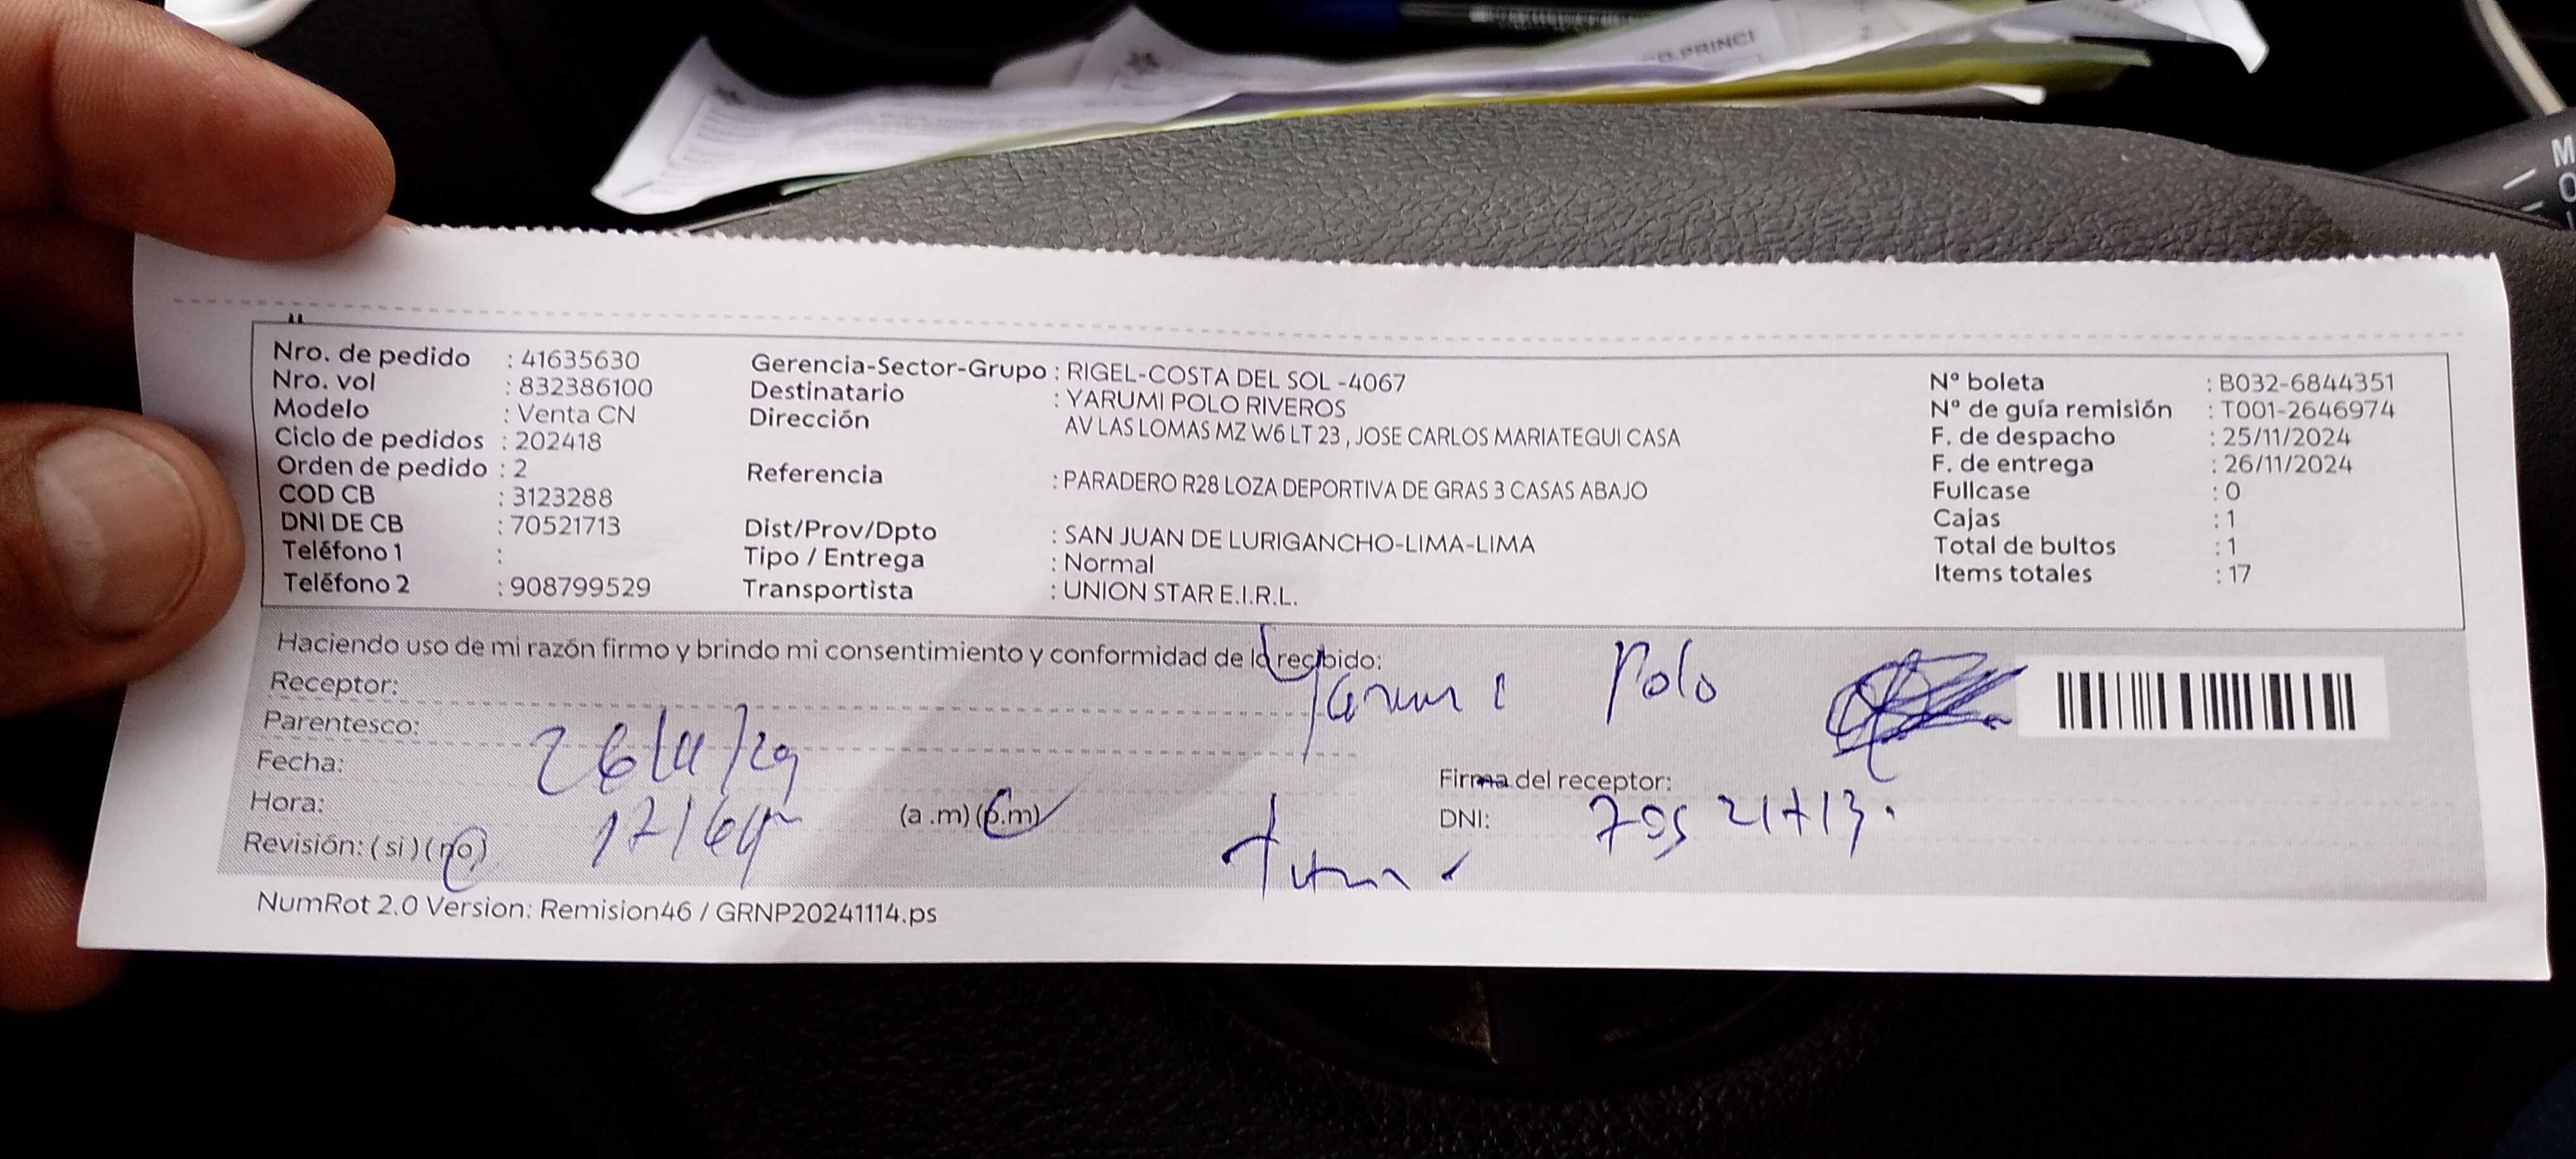 Nro. de pedido : 41635630
Nro. vol : 832386100
Modelo : Venta CN
Ciclo de pedidos : 202418
Orden de pedido : 2
COD CB : 3123288
DNI DE CB : 70521713
Teléfono 1 :
Teléfono 2 : 908799529
Gerencia-Sector-Grupo : RIGEL-COSTA DEL SOL -4067
Destinatario : YARUMI POLO RIVEROS
Dirección AV LAS LOMAS MZ W6 LT 23 , JOSE CARLOS MARIATEGUI CASA
Referencia : PARADERO R28 LOZA DEPORTIVA DE GRAS 3 CASAS ABAJO
Dist/Prov/Dpto : SAN JUAN DE LURIGANCHO-LIMA-LIMA
Tipo / Entrega : Normal
Transportista : UNION STAR E.I.R.L.
Nº boleta : B032-6844351
Nº de guía remisión : T001-2646974
F. de despacho : 25/11/2024
F. de entrega : 26/11/2024
Fullcase : 0
Cajas : 1
Total de bultos : 1
Items totales : 17
Haciendo uso de mi razón firmo y brindo mi consentimiento y conformidad de lo recibido:
Receptor: Yarumi Polo
Parentesco:
Fecha: 26/11/24
Hora: (a .m) (p.m)
Revisión: ( si ) ( no )
Firma del receptor:
DNI: 70521713.
NumRot 2.0 Version: Remision46 / GRNP20241114.ps
PRINCI
M